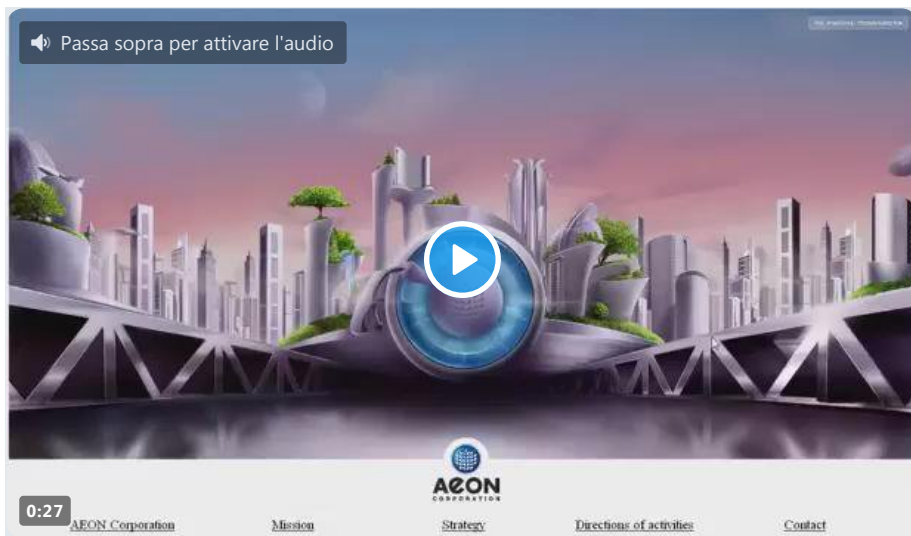 Passa sopra per attivare l'audio
AEON
CORPORATION
0:27
AEON Corporation Mission Strategy Directions of activities Contact